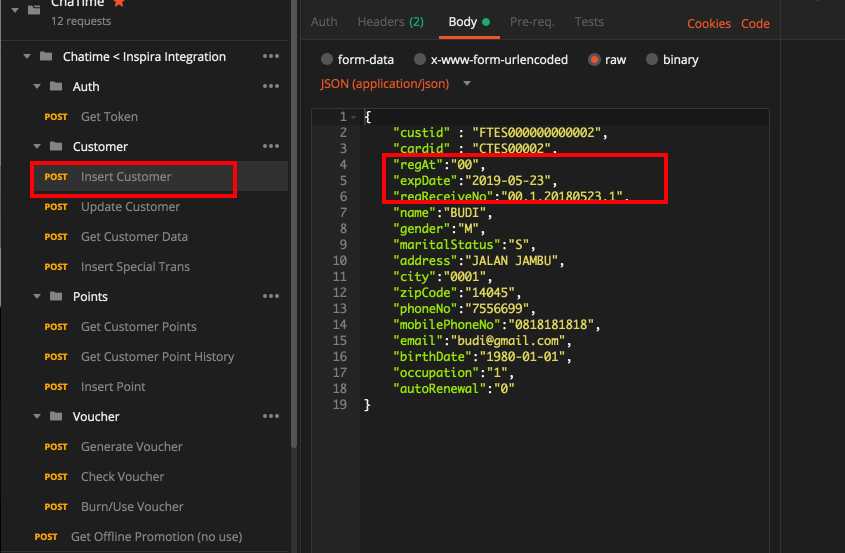 ChaTime
12 requests
Chatime < Inspira Integration
Auth
POST Get Token
Customer
POST Insert Customer
POST Update Customer
POST Get Customer Data
POST Insert Special Trans
Points
POST Get Customer Points
POST Get Customer Point History
POST Insert Point
Voucher
POST Generate Voucher
POST Check Voucher
POST Burn/Use Voucher
POST Get Offline Promotion (no use)
Auth Headers (2) Body Pre-req. Tests Cookies Code
form-data x-www-form-urlencoded raw binary
JSON (application/json)
1 {
2 "custid" : "FTES000000000002",
3 "cardid" : "CTES00002",
4 "regAt":"00",
5 "expDate":"2019-05-23",
6 "regReceiveNo":"00.1.20180523.1",
7 "name":"BUDI",
8 "gender":"M",
9 "maritalStatus":"S",
10 "address":"JALAN JAMBU",
11 "city":"0001",
12 "zipCode":"14045",
13 "phoneNo":"7556699",
14 "mobilePhoneNo":"0818181818",
15 "email":"budi@gmail.com",
16 "birthDate":"1980-01-01",
17 "occupation":"1",
18 "autoRenewal":"0"
19 }